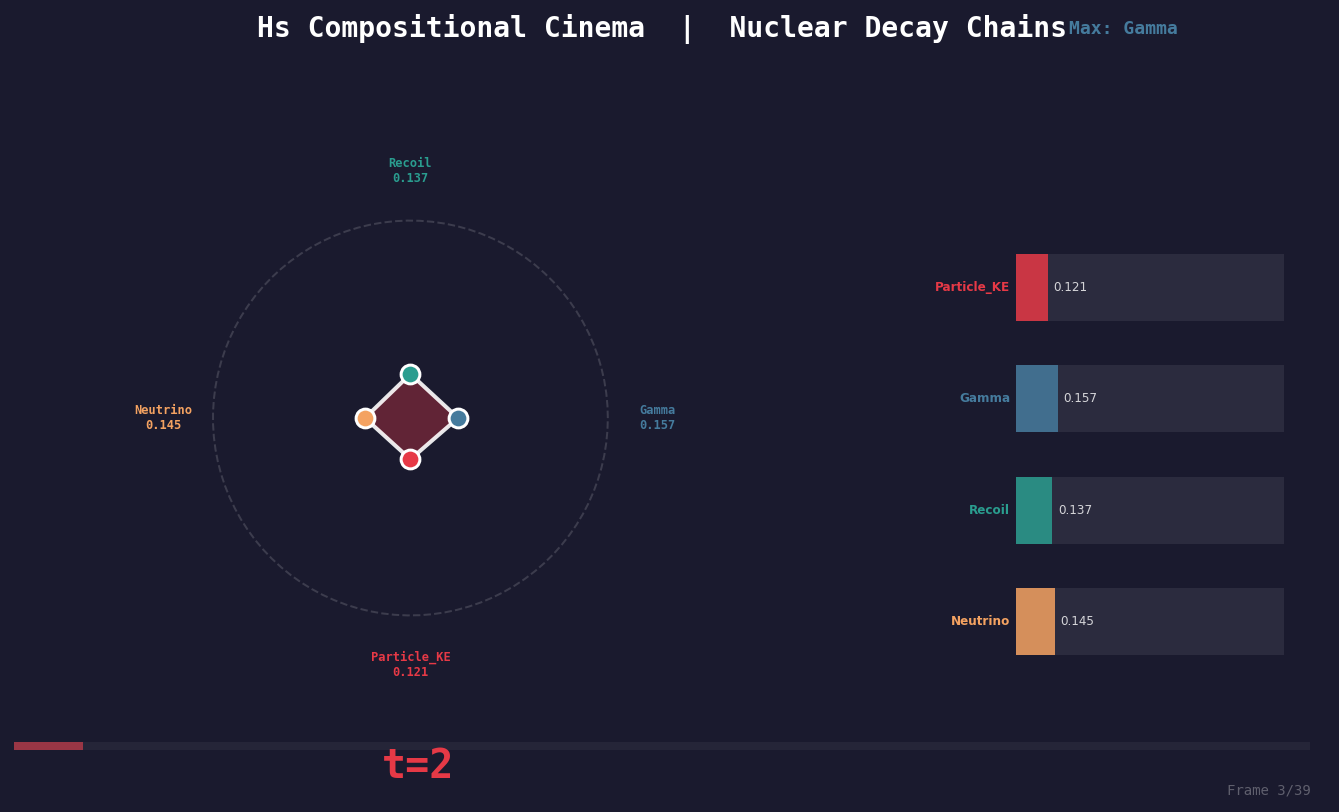 Hs Compositional Cinema | Nuclear Decay Chains
Max: Gamma
Recoil
0.137
Neutrino
0.145
Gamma
0.157
Particle_KE
0.121
Particle_KE
0.121
Gamma
0.157
Recoil
0.137
Neutrino
0.145
t=2
Frame 3/39